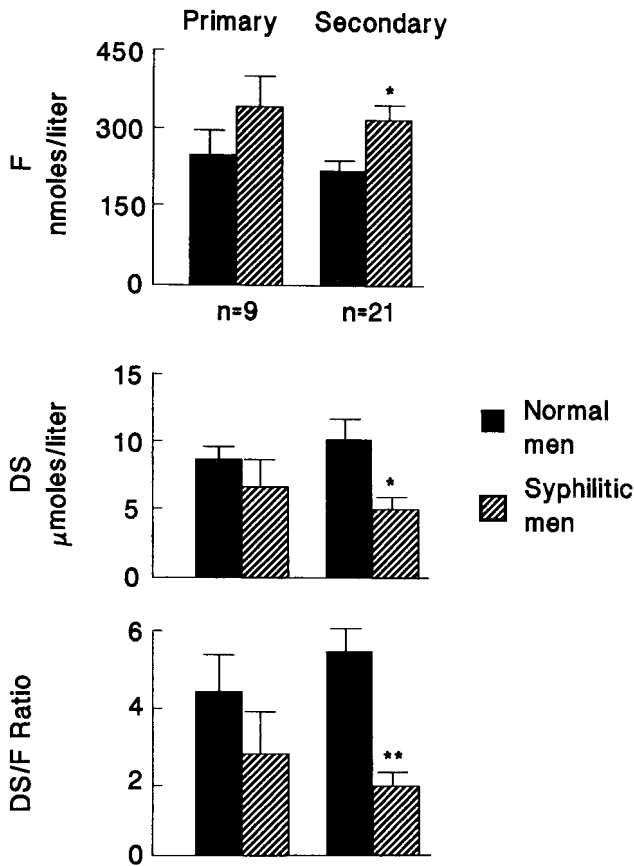 Primary Secondary
F
nmoles/liter
450
300
150
0
*
n=9 n=21
DS
µmoles/liter
15
10
5
0
*
Normal
men
Syphilitic
men
DS/F Ratio
6
4
2
0
**